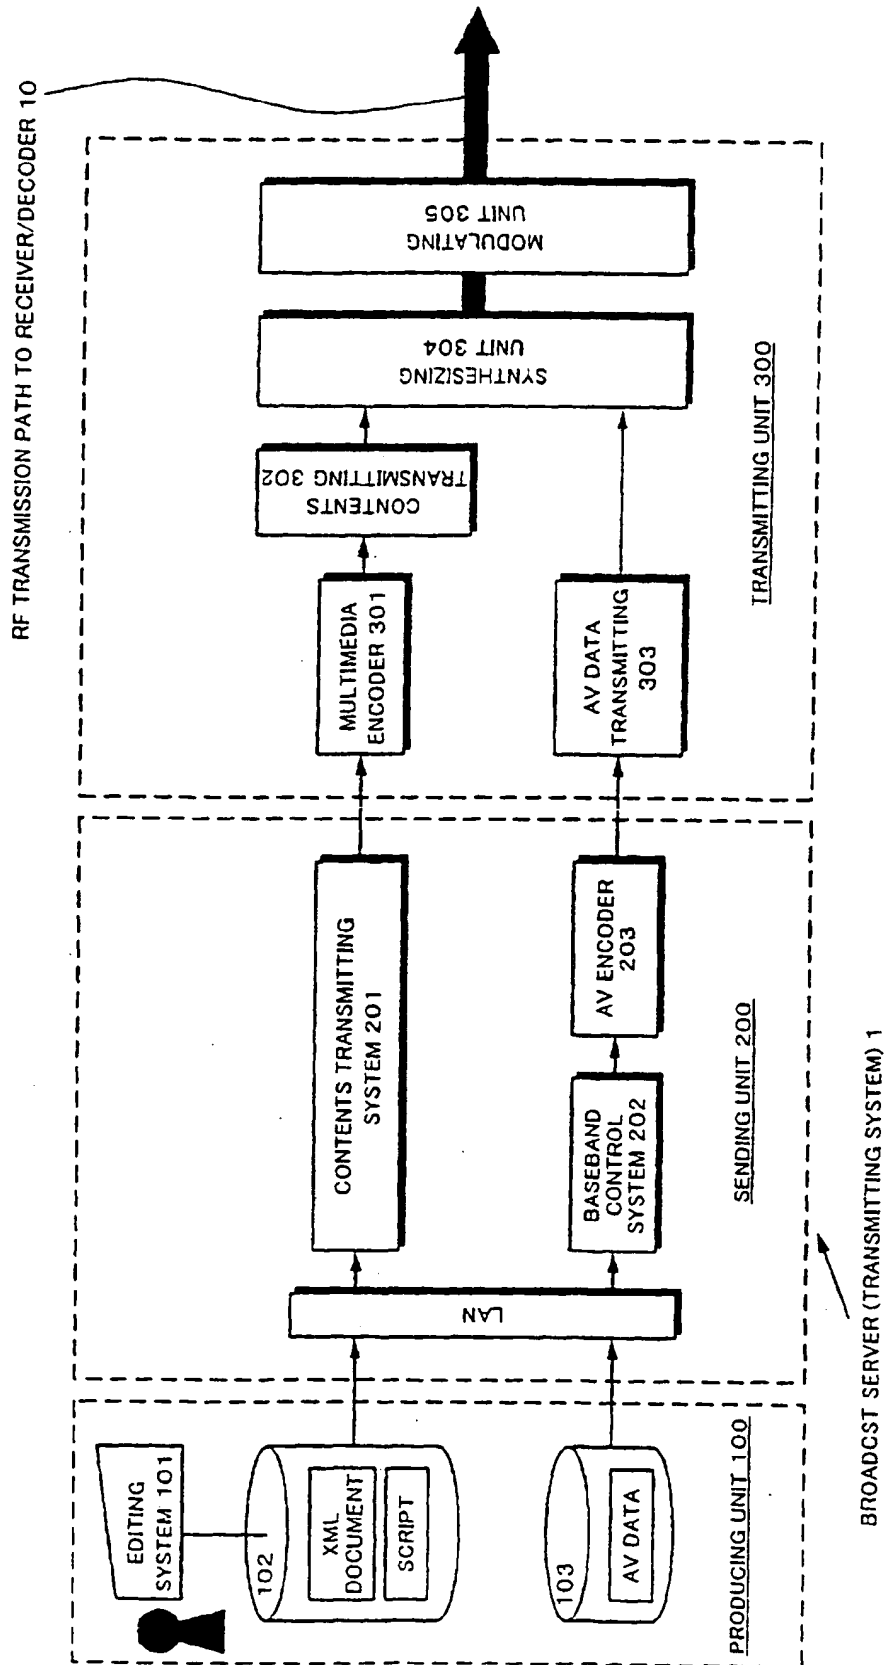 RF TRANSMISSION PATH TO RECEIVER/DECODER 10
EDITING
SYSTEM 101
102
XML
DOCUMENT
SCRIPT
103
AV DATA
PRODUCING UNIT 100
LAN
CONTENTS TRANSMITTING
SYSTEM 201
BASEBAND
CONTROL
SYSTEM 202
AV ENCODER
203
SENDING UNIT 200
MULTIMEDIA
ENCODER 301
CONTENTS
TRANSMITTING 302
AV DATA
TRANSMITTING
303
SYNTHESIZING
UNIT 304
MODULATING
UNIT 305
TRANSMITTING UNIT 300
BROADCST SERVER (TRANSMITTING SYSTEM) 1